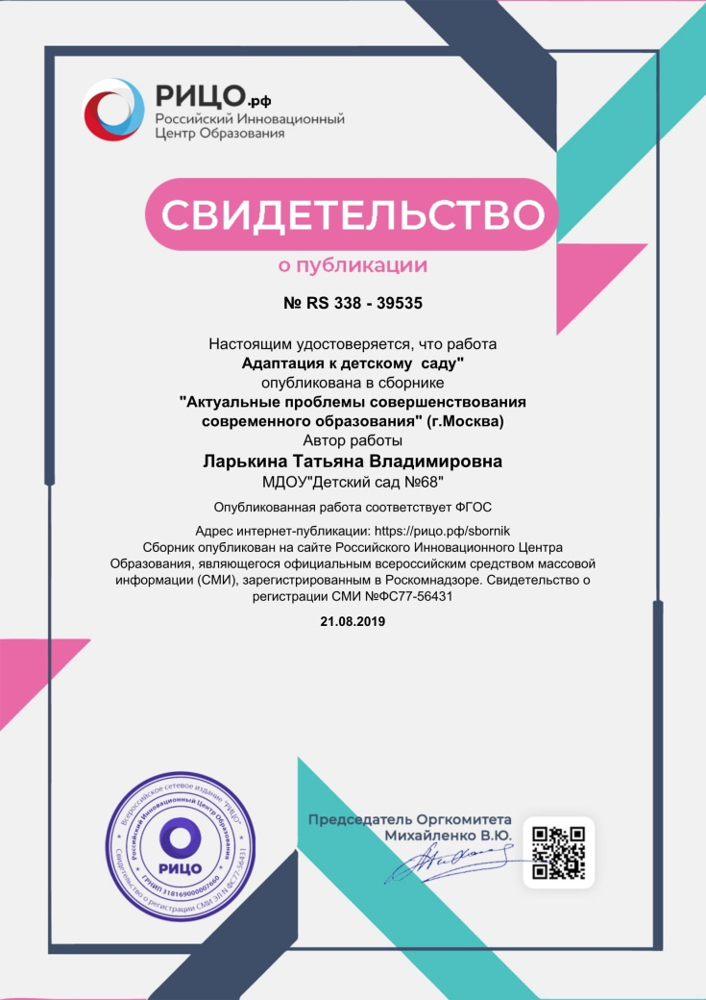 РИЦО.рф
Российский Инновационный
Центр Образования
СВИДЕТЕЛЬСТВО
о публикации
№ RS 338 - 39535
Настоящим удостоверяется, что работа
Адаптация к детскому  саду"
опубликована в сборнике
"Актуальные проблемы совершенствования
современного образования" (г.Москва)
Автор работы
Ларькина Татьяна Владимировна
МДОУ"Детский сад №68"
Опубликованная работа соответствует ФГОС
Адрес интернет-публикации: https://рицо.рф/sbornik
Сборник опубликован на сайте Российского Инновационного Центра
Образования, являющегося официальным всероссийским средством массовой
информации (СМИ), зарегистрированным в Роскомнадзоре. Свидетельство о
регистрации СМИ №ФС77-56431
21.08.2019
Всероссийское сетевое издание "РИЦО"
Российский Инновационный Центр Образования
РИЦО
ГРНИП 318169000007660
Свидетельство о регистрации СМИ ЭЛ №ФС77-56431
Председатель Оргкомитета
Михайленко В.Ю.